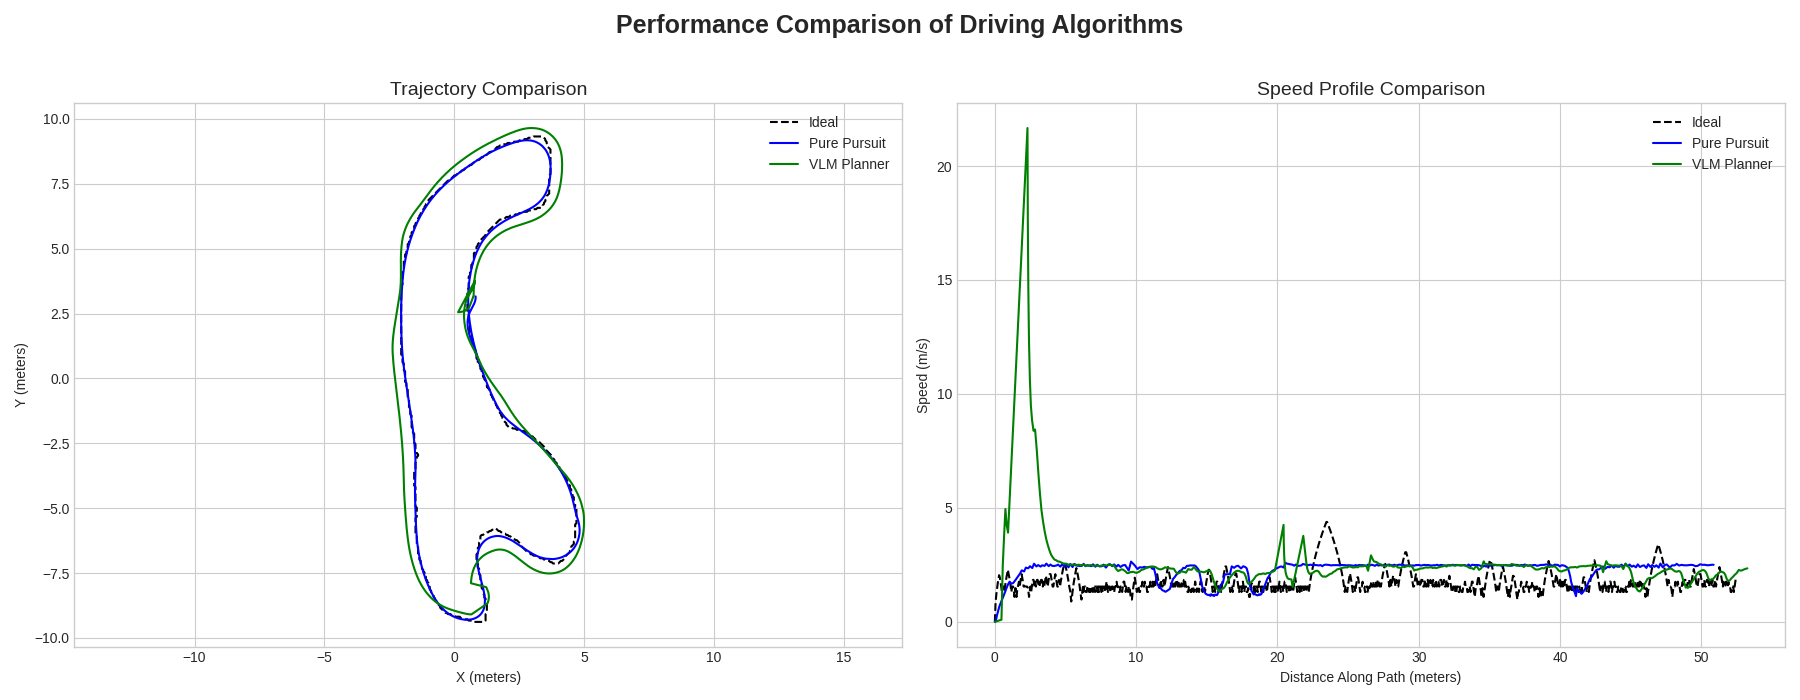 Performance Comparison of Driving Algorithms
Trajectory Comparison
10.0
7.5
5.0
2.5
0.0
−2.5
−5.0
−7.5
−10.0
Y (meters)
−10
−5
0
5
10
15
X (meters)
Ideal
Pure Pursuit
VLM Planner
Speed Profile Comparison
20
15
10
5
0
Speed (m/s)
0
10
20
30
40
50
Distance Along Path (meters)
Ideal
Pure Pursuit
VLM Planner